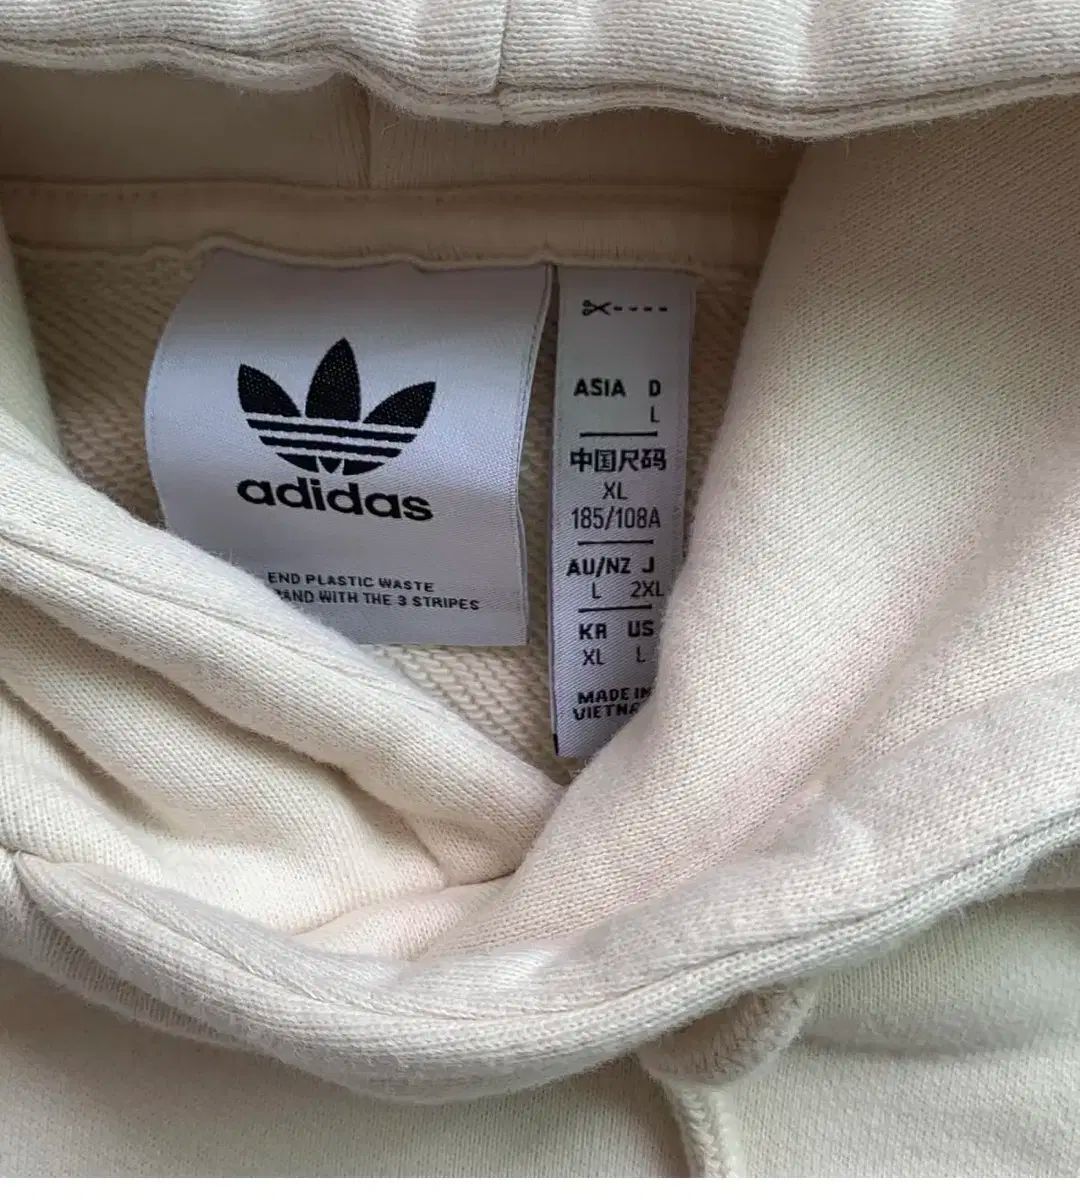 adidas
END PLASTIC WASTE
WITH THE 3 STRIPES
ASIA D
L
中国尺码
XL
185/108A
AU/NZ J
L 2XL
KR US
XL L
MADE IN